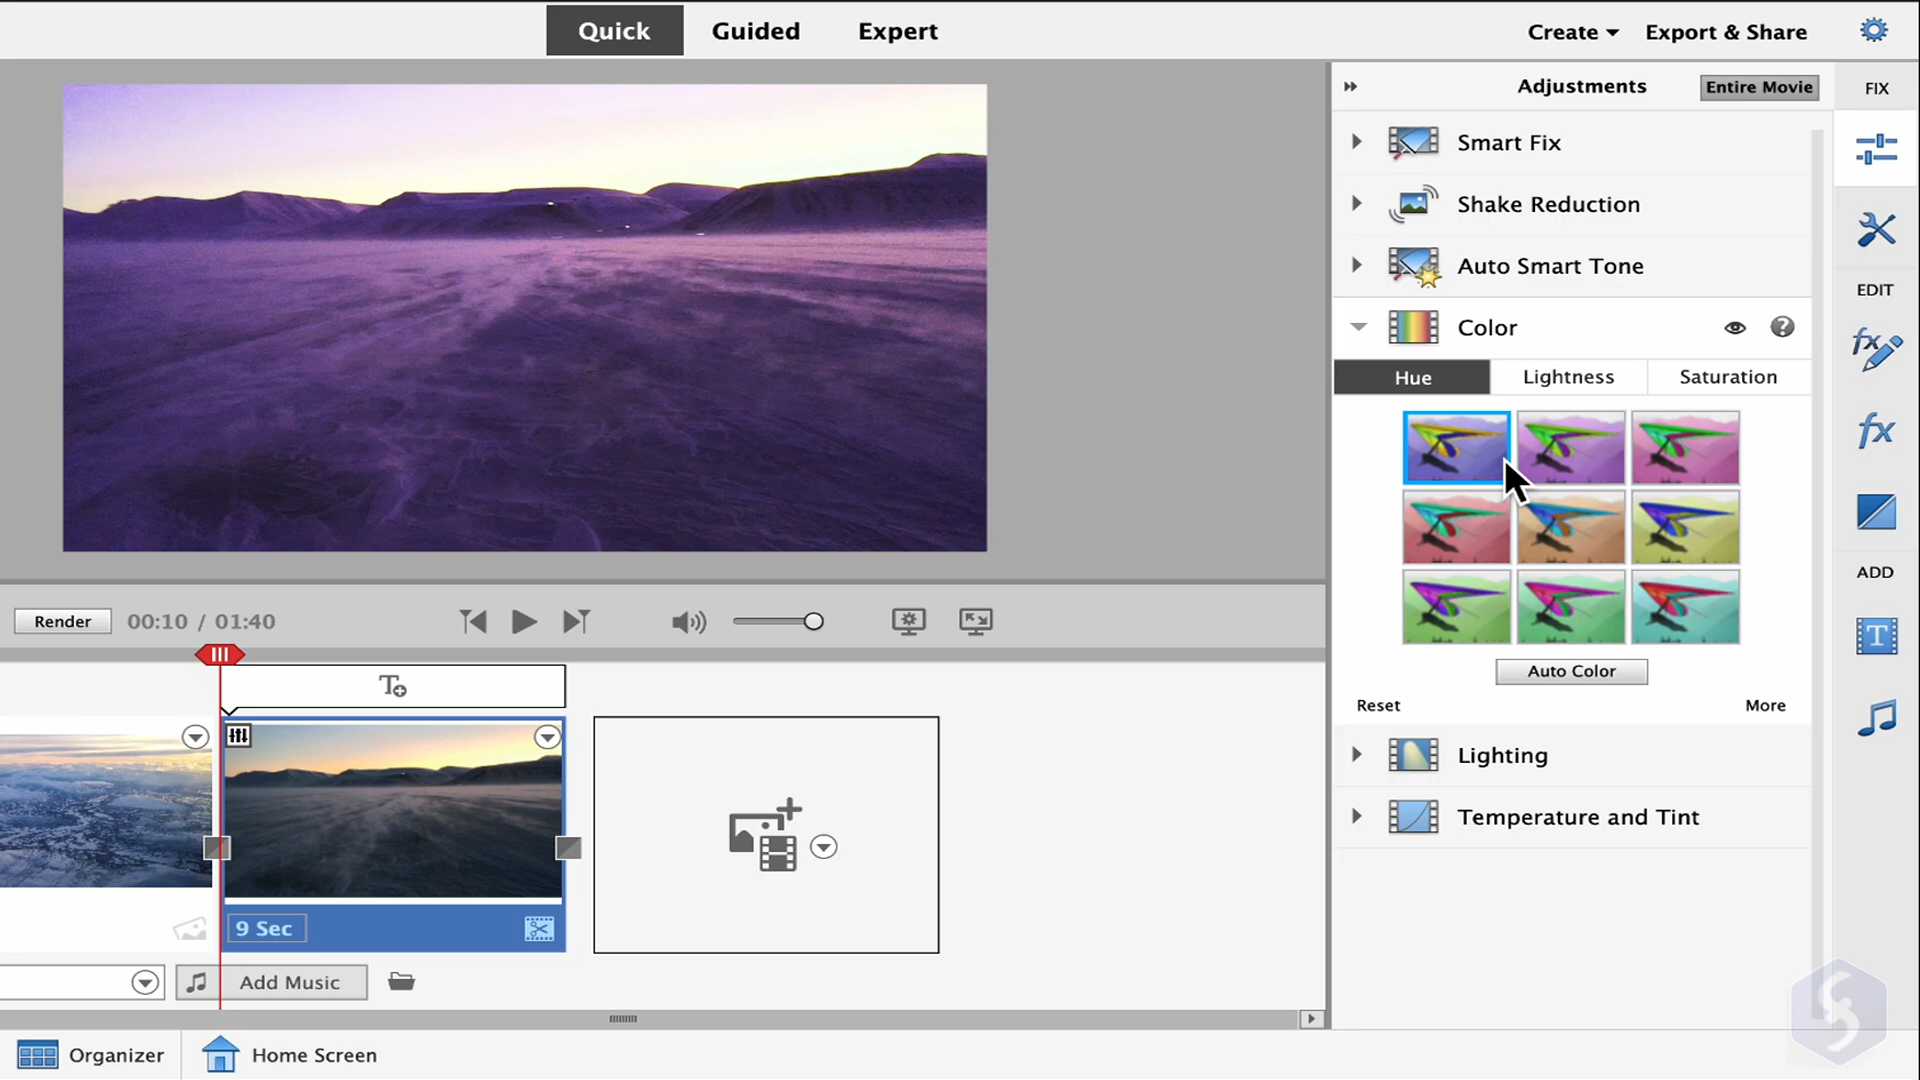 Quick Guided Expert Create Export & Share
Adjustments Entire Movie FIX
Smart Fix
Shake Reduction
Auto Smart Tone
EDIT
Color
Hue Lightness Saturation
fx
fx
Auto Color
Reset More
ADD
T
Lighting
Temperature and Tint
Render 00:10 / 01:40
T
9 Sec
Add Music
Organizer Home Screen